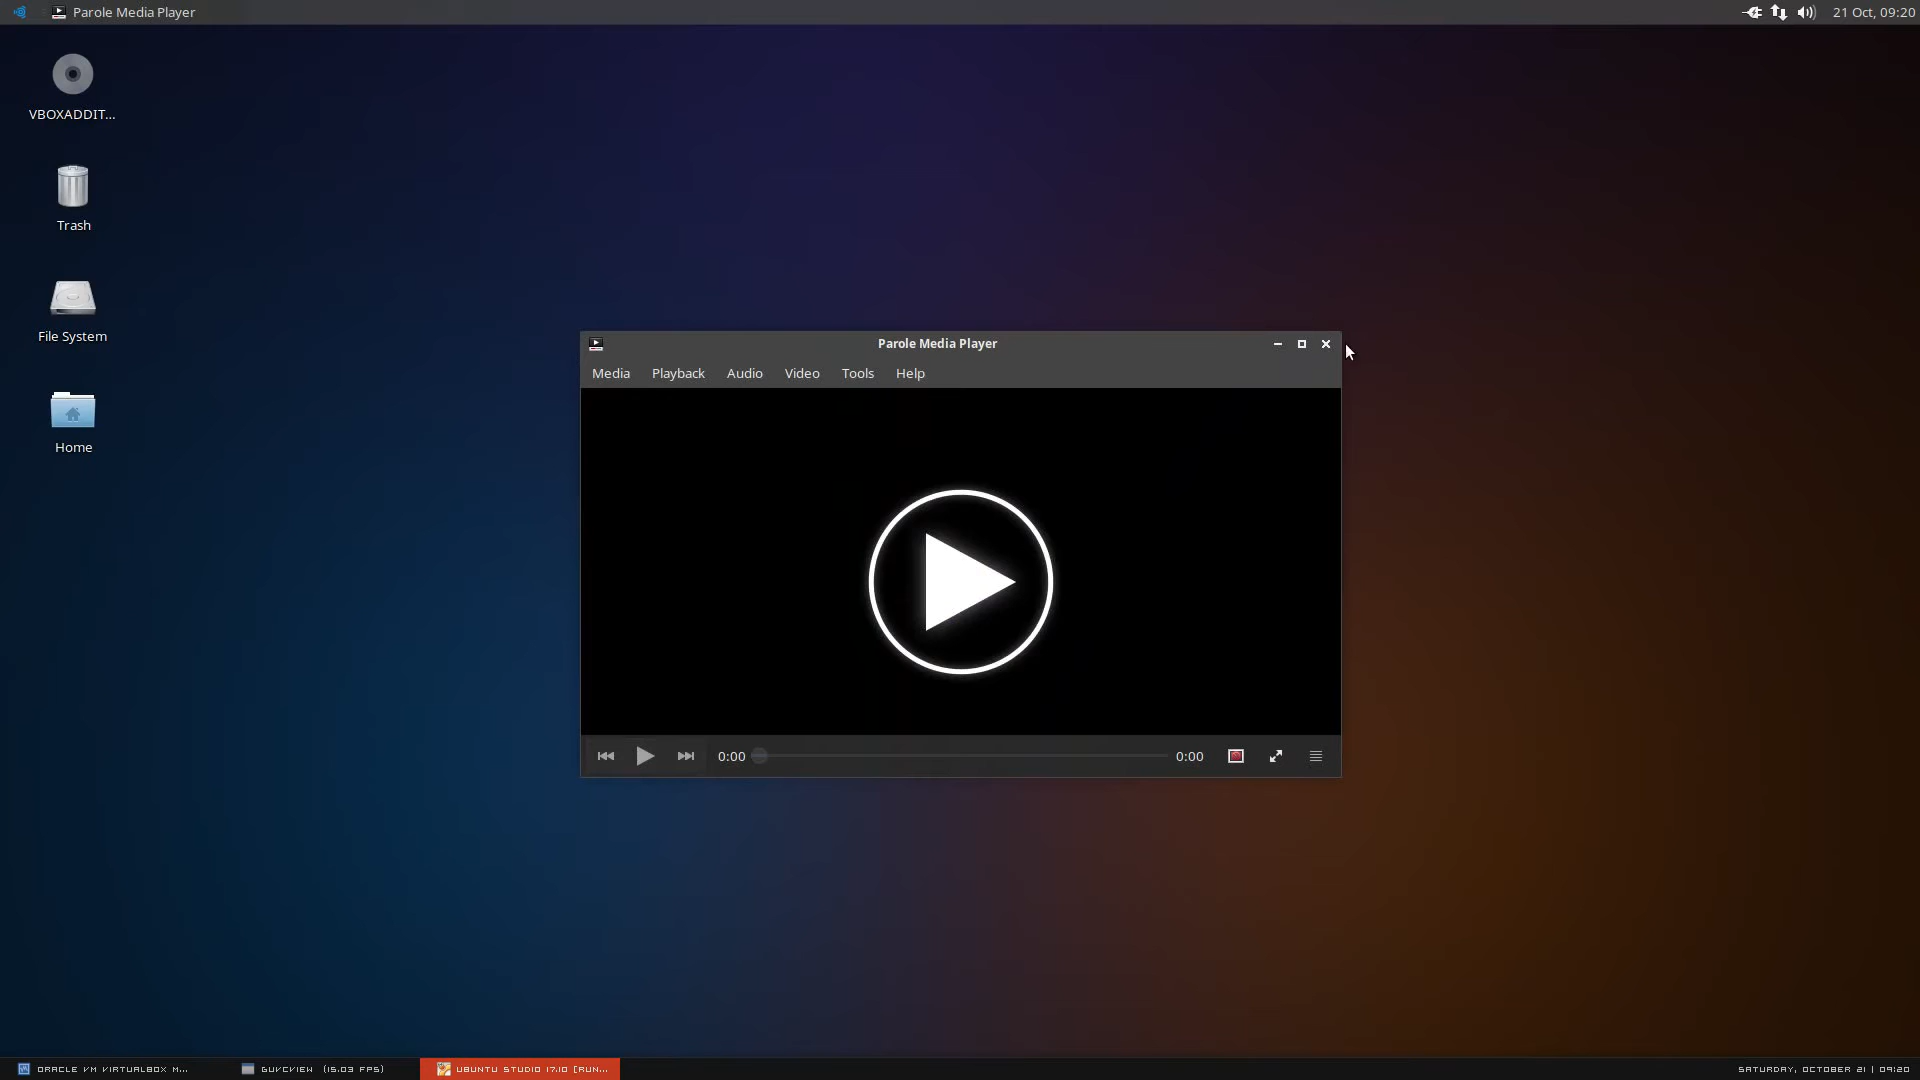 Parole Media Player
21 Oct, 09:20
VBOXADDIT...
Trash
File System
Home
Parole Media Player
Media Playback Audio Video Tools Help
0:00 0:00
ORACLE VM VIRTUALBOX M...
GUVCVIEW (15.03 FPS)
UBUNTU STUDIO 17.10 [RUN...
SATURDAY, OCTOBER 21 | 09:20